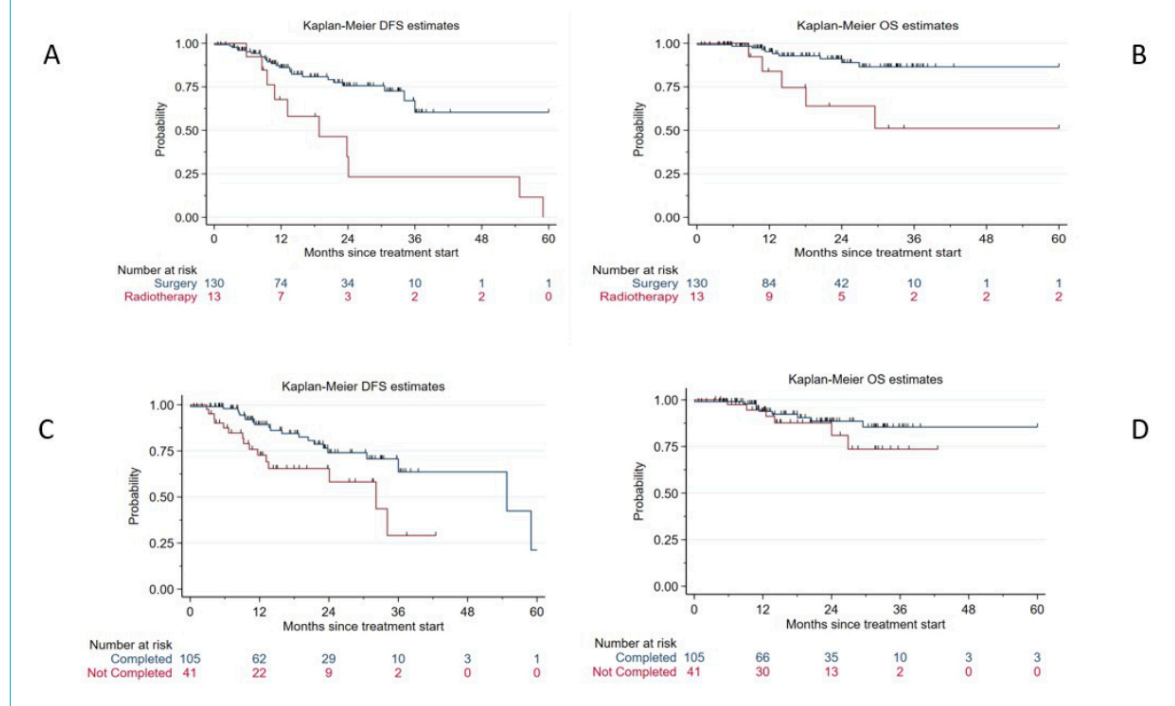 A
Kaplan-Meier DFS estimates
1.00
0.75
0.50
0.25
0.00
Probability
0 12 24 36 48 60
Months since treatment start
Number at risk
Surgery 130 74 34 10 1 1
Radiotherapy 13 7 3 2 2 0
B
Kaplan-Meier OS estimates
1.00
0.75
0.50
0.25
0.00
Probability
0 12 24 36 48 60
Months since treatment start
Number at risk
Surgery 130 84 42 10 1 1
Radiotherapy 13 9 5 2 2 2
C
Kaplan-Meier DFS estimates
1.00
0.75
0.50
0.25
0.00
Probability
0 12 24 36 48 60
Months since treatment start
Number at risk
Completed 105 62 29 10 3 1
Not Completed 41 22 9 2 0 0
D
Kaplan-Meier OS estimates
1.00
0.75
0.50
0.25
0.00
Probability
0 12 24 36 48 60
Months since treatment start
Number at risk
Completed 105 66 35 10 3 3
Not Completed 41 30 13 2 0 0